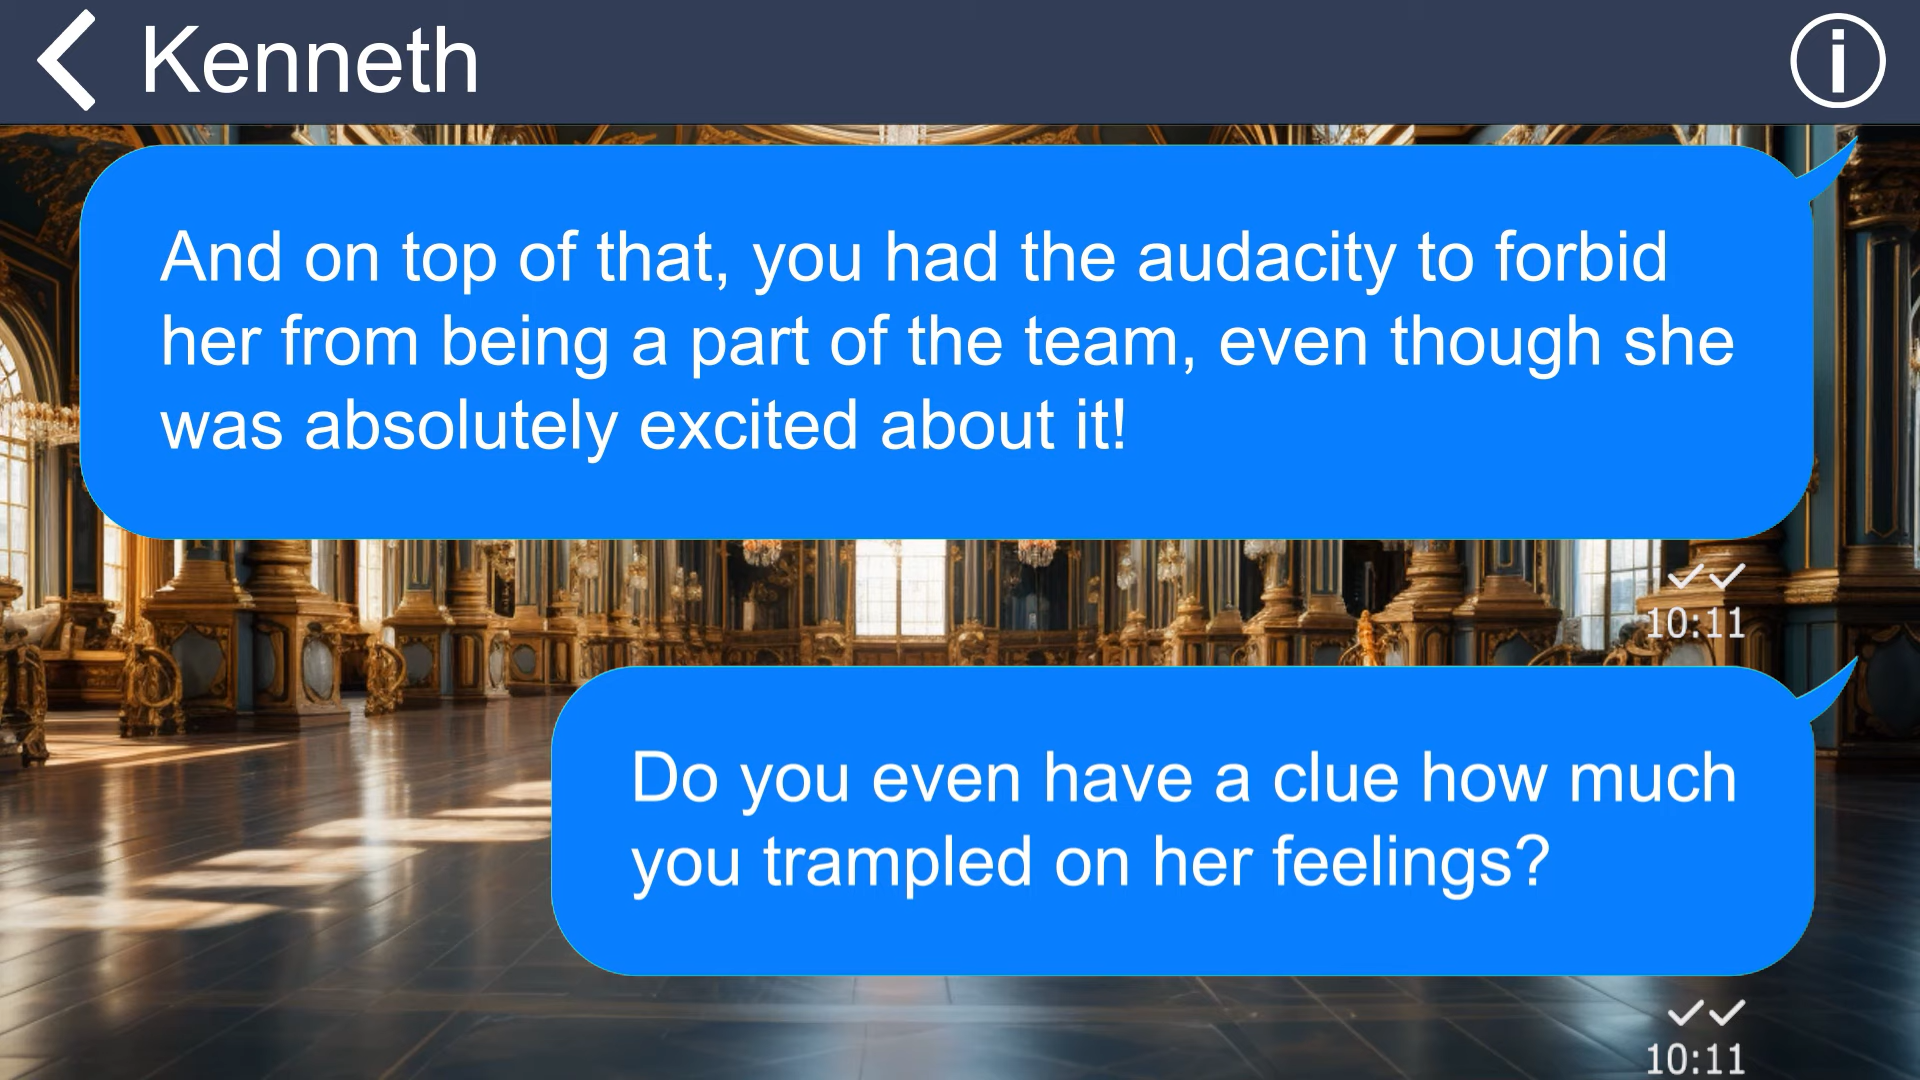 Kenneth
And on top of that, you had the audacity to forbid
her from being a part of the team, even though she
was absolutely excited about it!
10:11
Do you even have a clue how much
you trampled on her feelings?
10:11